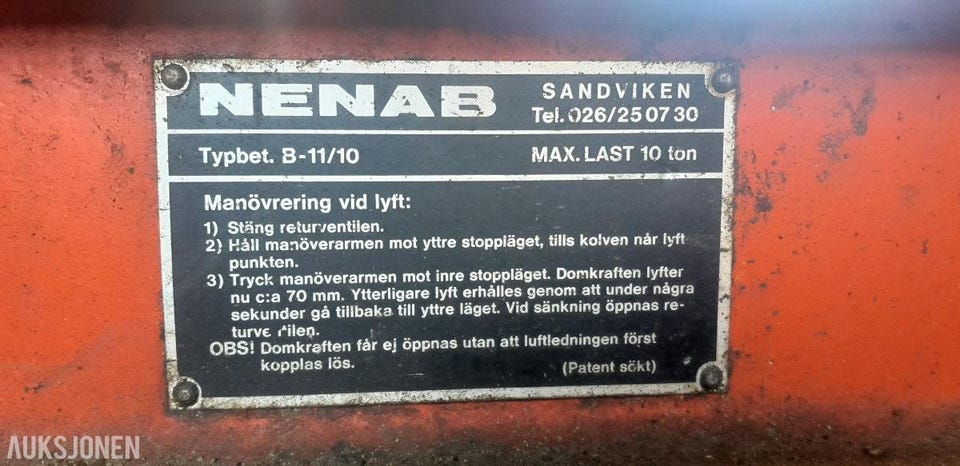 NENAB
SANDVIKEN
Tel. 026/25 07 30
Typbet. B-11/10
MAX. LAST 10 ton
Manövrering vid lyft:
1) Stäng returventilen.
2) Håll manöverarmen mot yttre stoppläget, tills kolven når lyft
punkten.
3) Tryck manöverarmen mot inre stoppläget. Domkraften lyfter
nu c:a 70 mm. Ytterligare lyft erhålles genom att under några
sekunder gå tillbaka till yttre läget. Vid sänkning öppnas re-
turventilen.
OBS! Domkraften får ej öppnas utan att luftledningen först
kopplas lös.
(Patent sökt)
AUKSJONEN